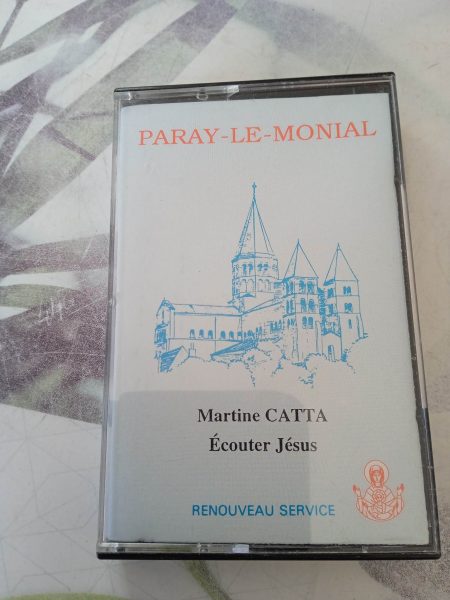 PARAY-LE-MONIAL
Martine CATTA
Écouter Jésus
RENOUVEAU SERVICE